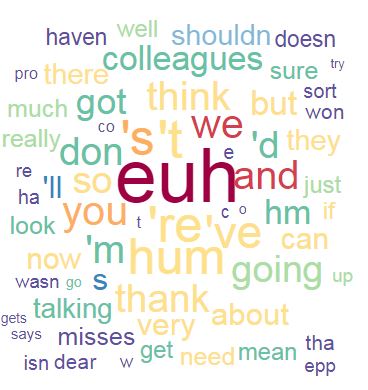 well
haven shouldn doesn
colleagues
pro there sure try
got think but sort
much co won
really don 's 't we 'd they
e
re 'll so euh and just
ha
look you t 're 've c o hm if
'm hum can
now
wasn go s going up
talking thank
gets very about
says misses tha
isn dear w get need mean epp